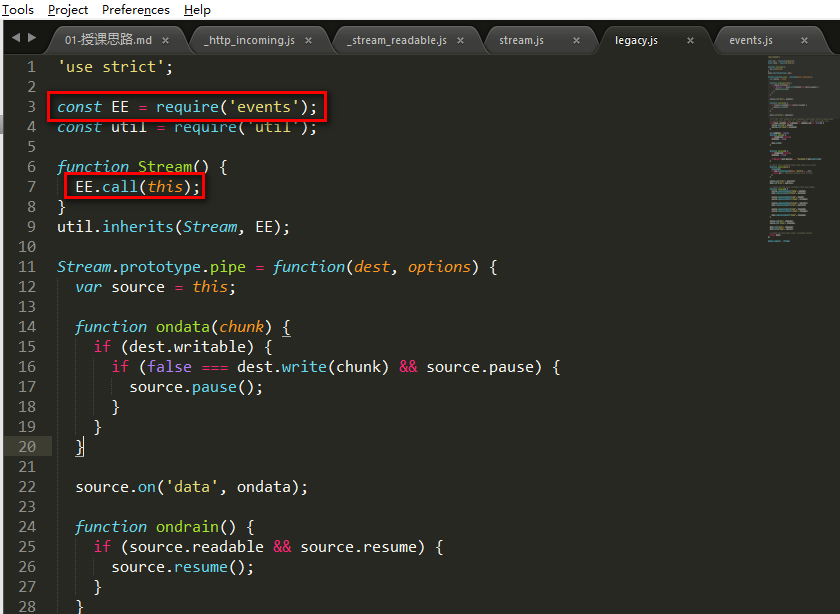 Tools Project Preferences Help
01-授课思路.md × _http_incoming.js × _stream_readable.js × stream.js × legacy.js × events.js ×
1 'use strict';
2
3 const EE = require('events');
4 const util = require('util');
5
6 function Stream() {
7 EE.call(this);
8 }
9 util.inherits(Stream, EE);
10
11 Stream.prototype.pipe = function(dest, options) {
12 var source = this;
13
14 function ondata(chunk) {
15 if (dest.writable) {
16 if (false === dest.write(chunk) && source.pause) {
17 source.pause();
18 }
19 }
20 }
21
22 source.on('data', ondata);
23
24 function ondrain() {
25 if (source.readable && source.resume) {
26 source.resume();
27 }
28 }